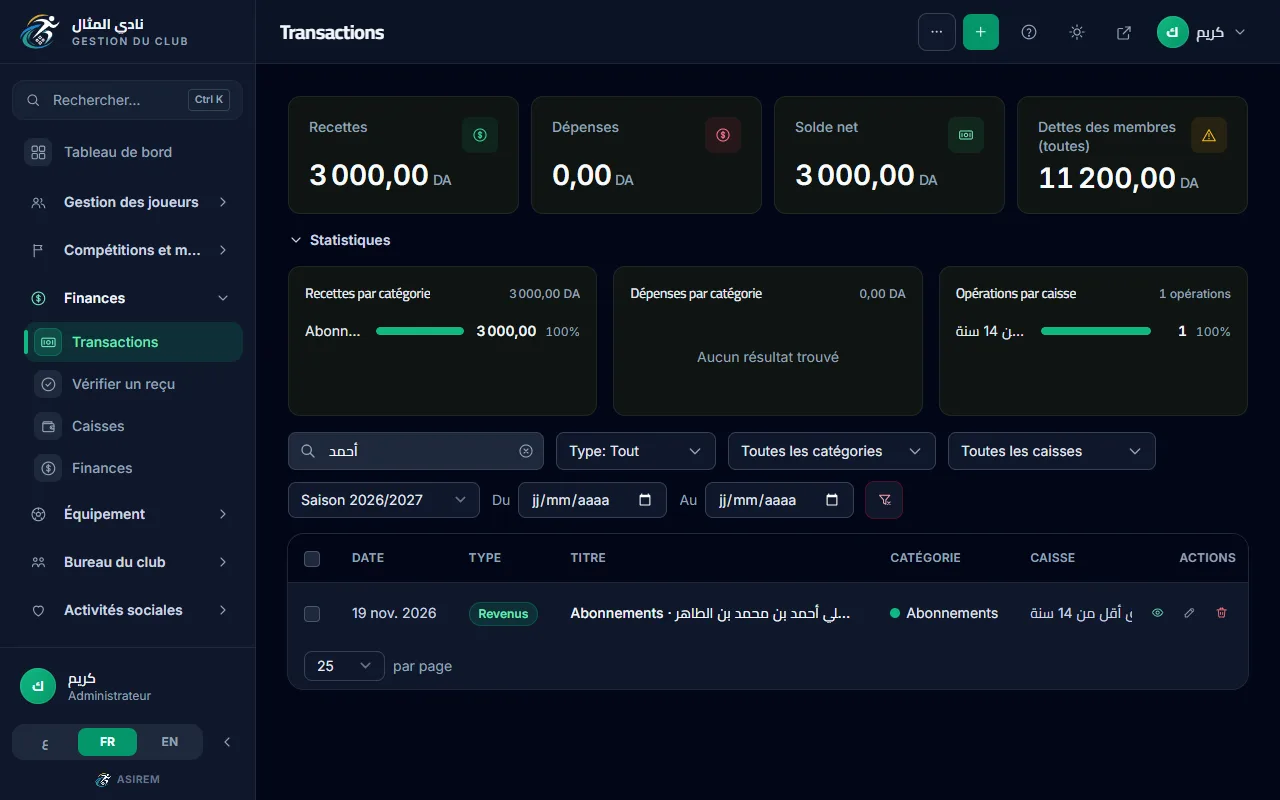 نادي المثال
GESTION DU CLUB
Rechercher...
Ctrl K
Tableau de bord
Gestion des joueurs
Compétitions et m...
Finances
Transactions
Vérifier un reçu
Caisses
Finances
Équipement
Bureau du club
Activités sociales
كريم
Administrateur
ع
FR
EN
ASIREM
Transactions
ك
كريم
Recettes
3 000,00 DA
Dépenses
0,00 DA
Solde net
3 000,00 DA
Dettes des membres (toutes)
11 200,00 DA
Statistiques
Recettes par catégorie
3 000,00 DA
Abonn...
3 000,00
100%
Dépenses par catégorie
0,00 DA
Aucun résultat trouvé
Opérations par caisse
1 opérations
ن 14 سنة...
1
100%
أحمد
Type: Tout
Toutes les catégories
Toutes les caisses
Saison 2026/2027
Du
jj/mm/aaaa
Au
jj/mm/aaaa
DATE
TYPE
TITRE
CATÉGORIE
CAISSE
ACTIONS
19 nov. 2026
Revenus
Abonnements · لي أحمد بن محمد بن الطاهر...
Abonnements
أقل من 14 سنة
25
par page